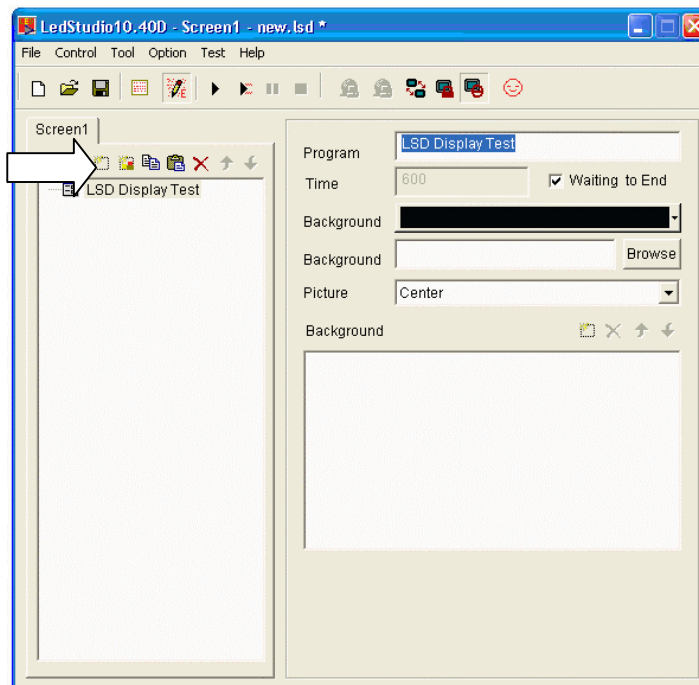 LedStudio10.40D - Screen1 - new.lsd *
File Control Tool Option Test Help
Screen1
LSD Display Test
Program LSD Display Test
Time 600 Waiting to End
Background
Background Browse
Picture Center
Background